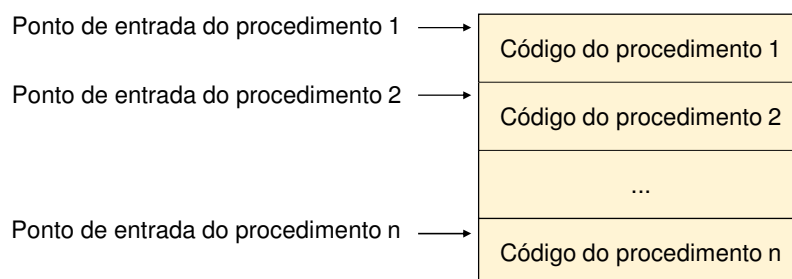 Ponto de entrada do procedimento 1
Código do procedimento 1
Ponto de entrada do procedimento 2
Código do procedimento 2
...
Ponto de entrada do procedimento n
Código do procedimento n